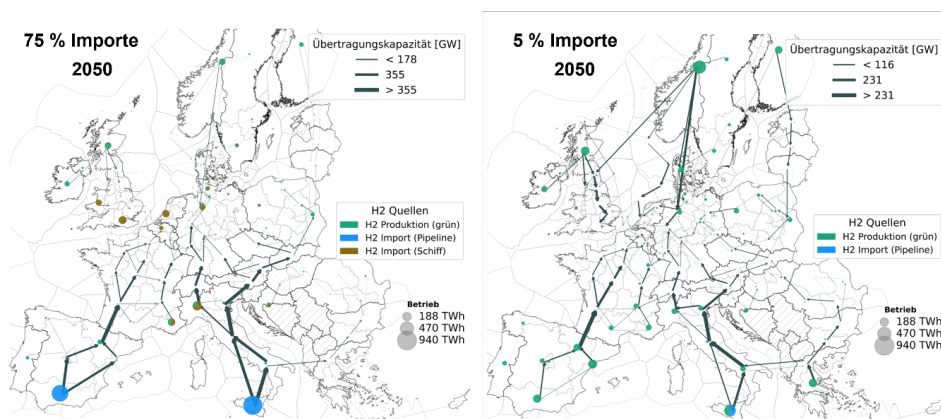 75 % Importe
2050
Übertragungskapazität [GW]
< 178
355
> 355
H2 Quellen
H2 Produktion (grün)
H2 Import (Pipeline)
H2 Import (Schiff)
Betrieb
188 TWh
470 TWh
940 TWh
5 % Importe
2050
Übertragungskapazität [GW]
< 116
231
> 231
H2 Quellen
H2 Produktion (grün)
H2 Import (Pipeline)
Betrieb
188 TWh
470 TWh
940 TWh